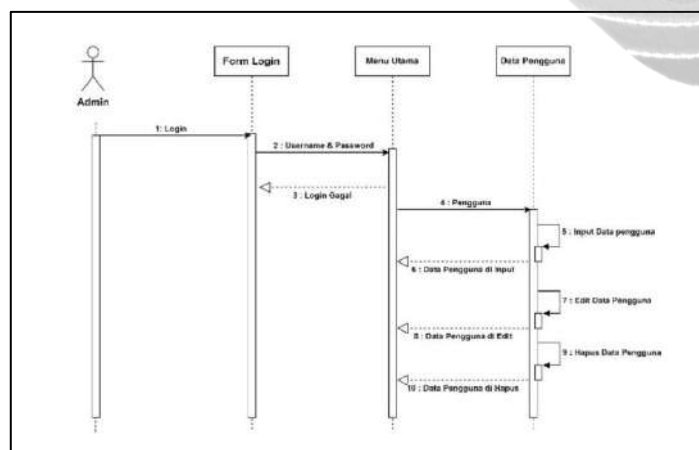 Form Login
Menu Utama
Data Pengguna
Admin
1: Login
2 : Username & Password
3 : Login Gagal
4 : Pengguna
5 : Input Data pengguna
6 : Data Pengguna di Input
7 : Edit Data Pengguna
8 : Data Pengguna di Edit
9 : Hapus Data Pengguna
10 : Data Pengguna di Hapus